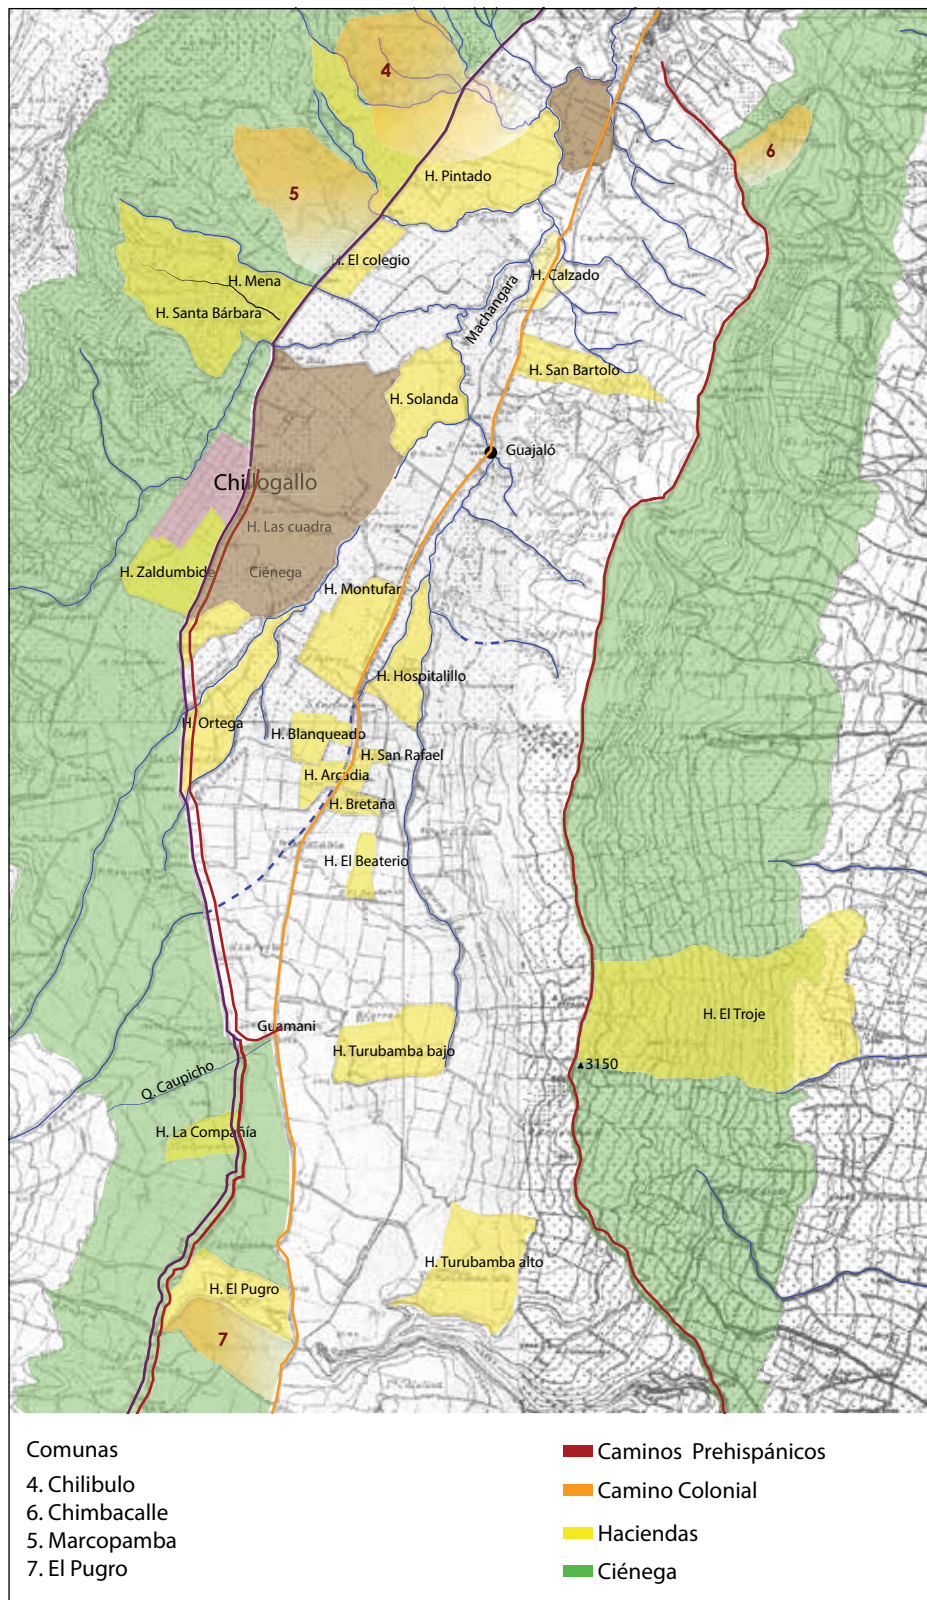 4
6
H. Pintado
5
H. El colegio
H. Mena
H. Calzado
Machangara
H. Santa Bárbara
H. San Bartolo
H. Solanda
Guajaló
Chillogallo
H. Las cuadra
H. Zaldumbide
Ciénega
H. Montufar
H. Hospitalillo
H. Ortega
H. Blanqueado
H. San Rafael
H. Arcadia
H. Bretaña
H. El Beaterio
H. El Troje
Guamani
H. Turubamba bajo
▲3150
Q. Caupicho
H. La Compañía
H. Turubamba alto
H. El Pugro
7
Comunas
4. Chilibulo
6. Chimbacalle
5. Marcopamba
7. El Pugro
Caminos Prehispánicos
Camino Colonial
Haciendas
Ciénega